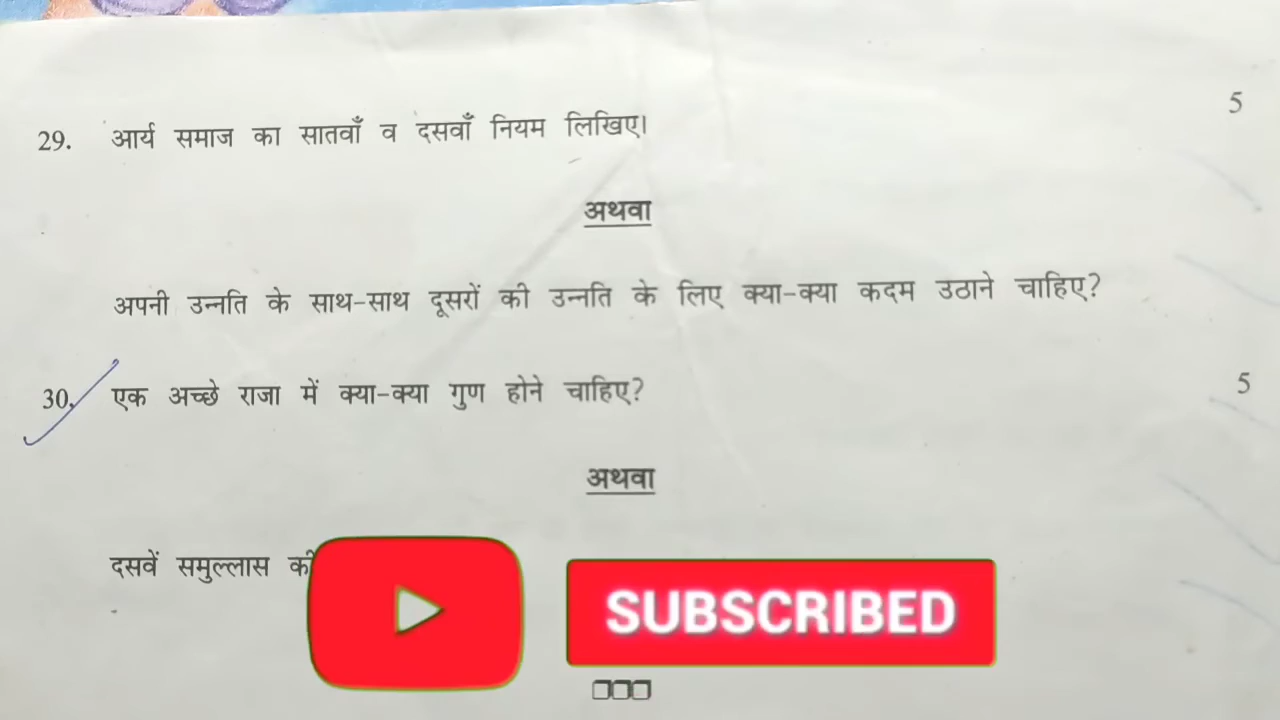 5
29. आर्य समाज का सातवाँ व दसवाँ नियम लिखिए।
अथवा
अपनी उन्नति के साथ-साथ दूसरों की उन्नति के लिए क्या-क्या कदम उठाने चाहिए?
30. एक अच्छे राजा में क्या-क्या गुण होने चाहिए? 5
अथवा
दसवें समुल्लास की
SUBSCRIBED